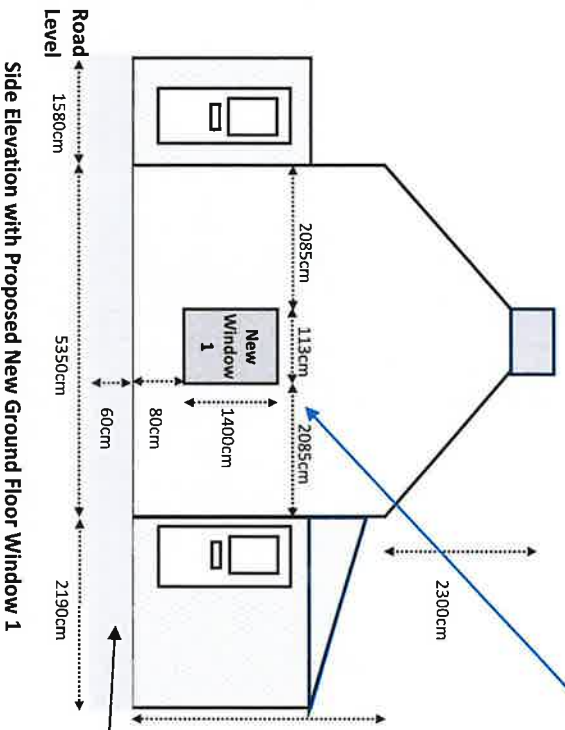 2300cm
2085cm
113cm
2085cm
New
Window
1
1400cm
80cm
60cm
Road
Level
1580cm
5350cm
2190cm
Side Elevation with Proposed New Ground Floor Window 1